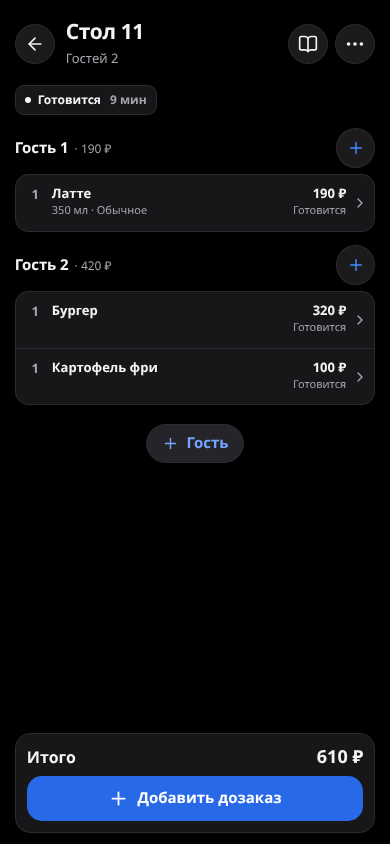 Стол 11
Гостей 2
Готовится 9 мин
Гость 1 · 190 ₽
1 Латте 190 ₽
350 мл · Обычное Готовится
Гость 2 · 420 ₽
1 Бургер 320 ₽
Готовится
1 Картофель фри 100 ₽
Готовится
+ Гость
Итого 610 ₽
+ Добавить дозаказ